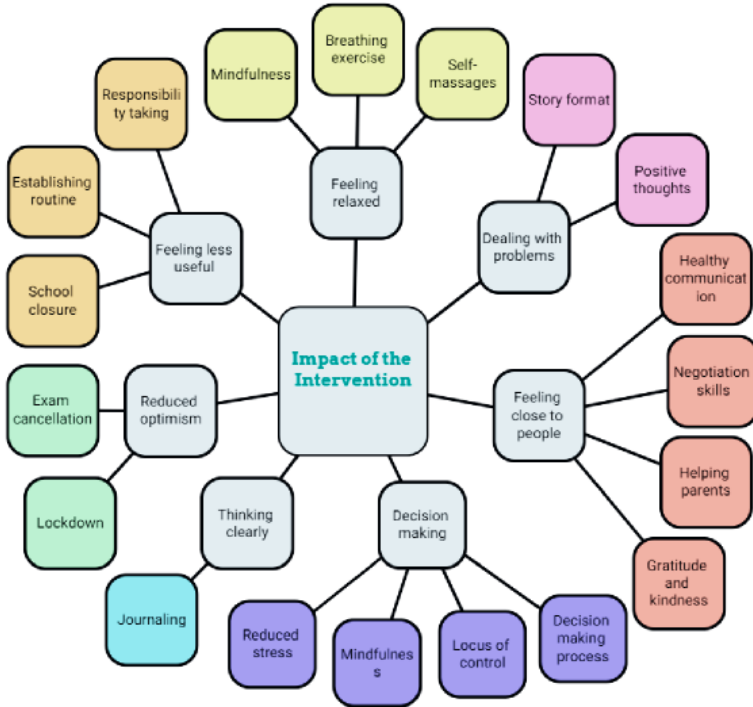 Impact of the
Intervention
Feeling
relaxed
Mindfulness
Breathing
exercise
Self-
massages
Dealing with
problems
Story format
Positive
thoughts
Feeling
close to
people
Healthy
communicat
ion
Negotiation
skills
Helping
parents
Gratitude
and
kindness
Decision
making
Decision
making
process
Locus of
control
Mindfulnes
s
Reduced
stress
Thinking
clearly
Journaling
Reduced
optimism
Lockdown
Exam
cancellation
Feeling less
useful
School
closure
Establishing
routine
Responsibili
ty taking